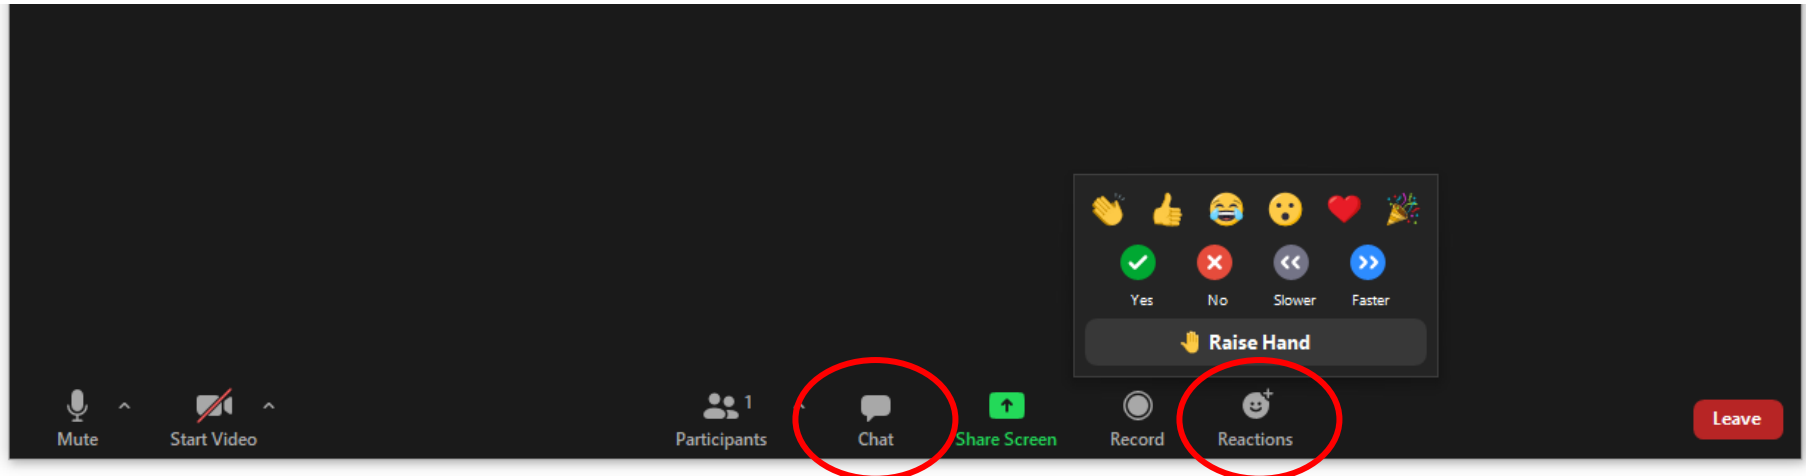 Yes No Slower Faster
Raise Hand
1
Mute Start Video Participants Chat Share Screen Record Reactions Leave